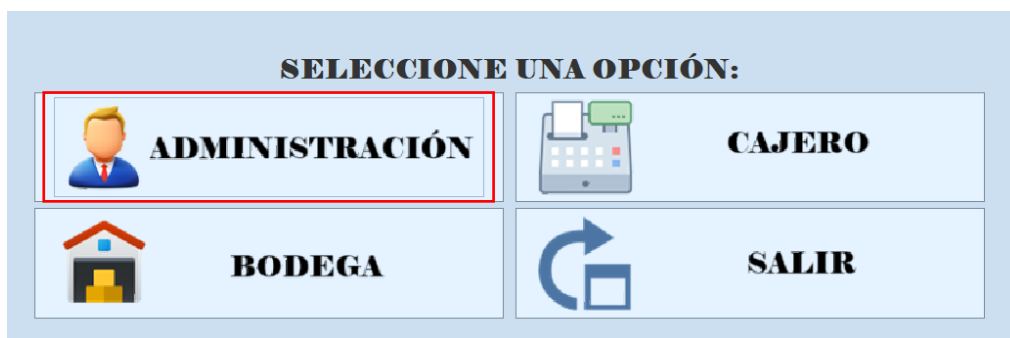 SELECCIONE UNA OPCIÓN:
ADMINISTRACIÓN
CAJERO
BODEGA
SALIR